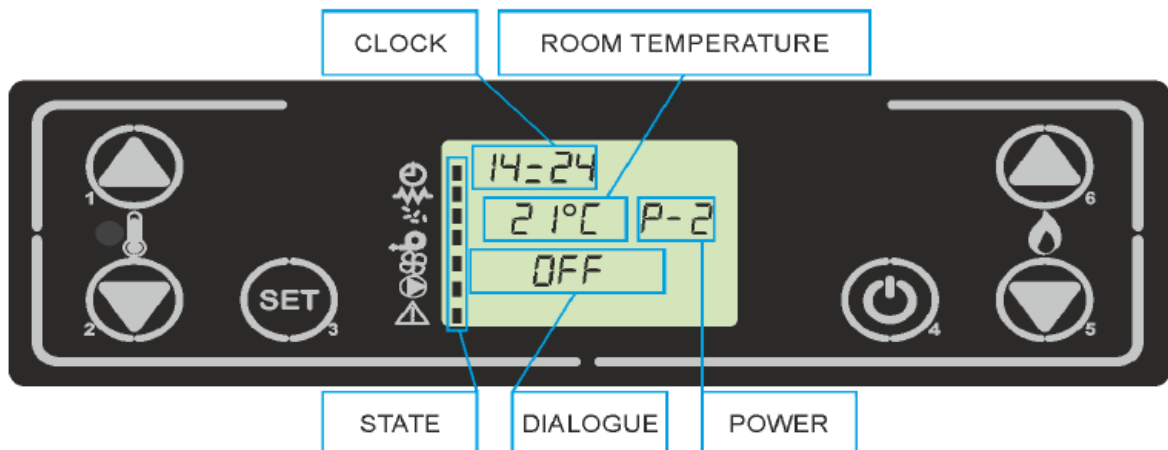 CLOCK ROOM TEMPERATURE
14:24
1 21°C P-2 6
OFF
2 SET 3 4 5
STATE DIALOGUE POWER